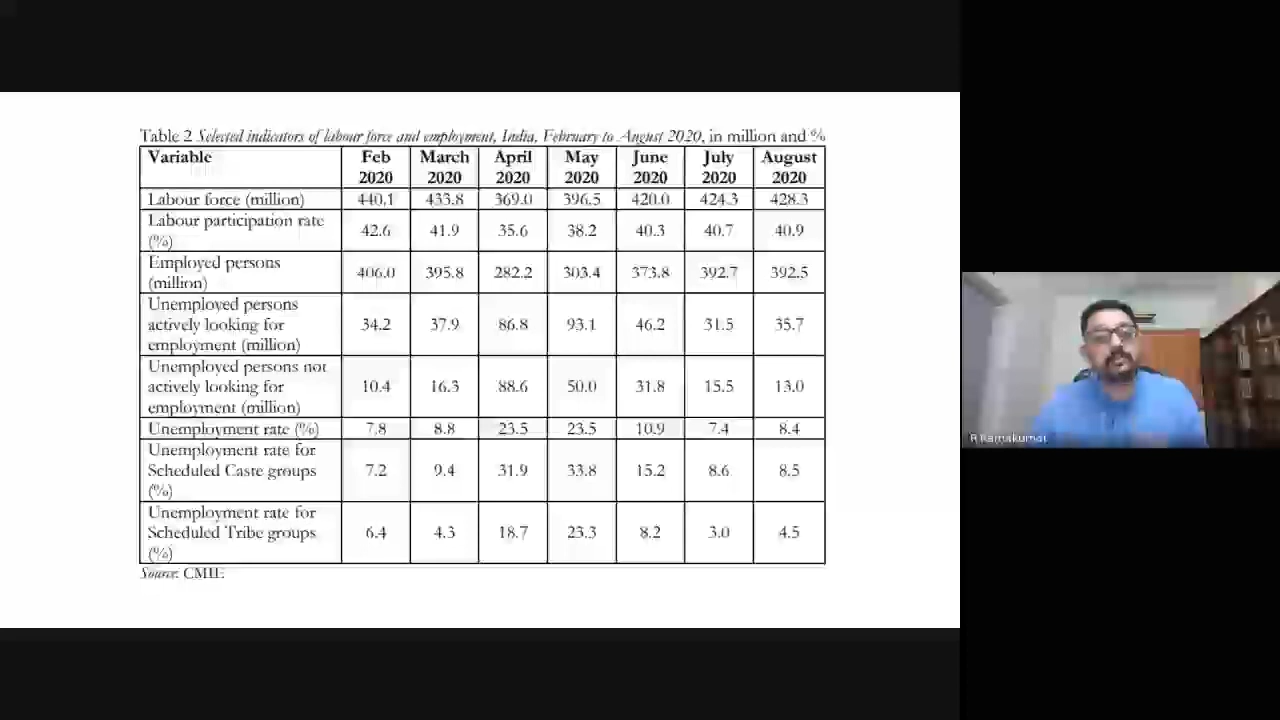 Table 2 Selected indicators of labour force and employment, India, February to August 2020, in million and %
Variable Feb 2020 March 2020 April 2020 May 2020 June 2020 July 2020 August 2020
Labour force (million) 440.1 433.8 369.0 396.5 420.0 424.3 428.3
Labour participation rate (%) 42.6 41.9 35.6 38.2 40.3 40.7 40.9
Employed persons (million) 406.0 395.8 282.2 303.4 373.8 392.7 392.5
Unemployed persons actively looking for employment (million) 34.2 37.9 86.8 93.1 46.2 31.5 35.7
Unemployed persons not actively looking for employment (million) 10.4 16.3 88.6 50.0 31.8 15.5 13.0
Unemployment rate (%) 7.8 8.8 23.5 23.5 10.9 7.4 8.4
Unemployment rate for Scheduled Caste groups (%) 7.2 9.4 31.9 33.8 15.2 8.6 8.5
Unemployment rate for Scheduled Tribe groups (%) 6.4 4.3 18.7 23.3 8.2 3.0 4.5
Source: CMIE
R Ramakumar